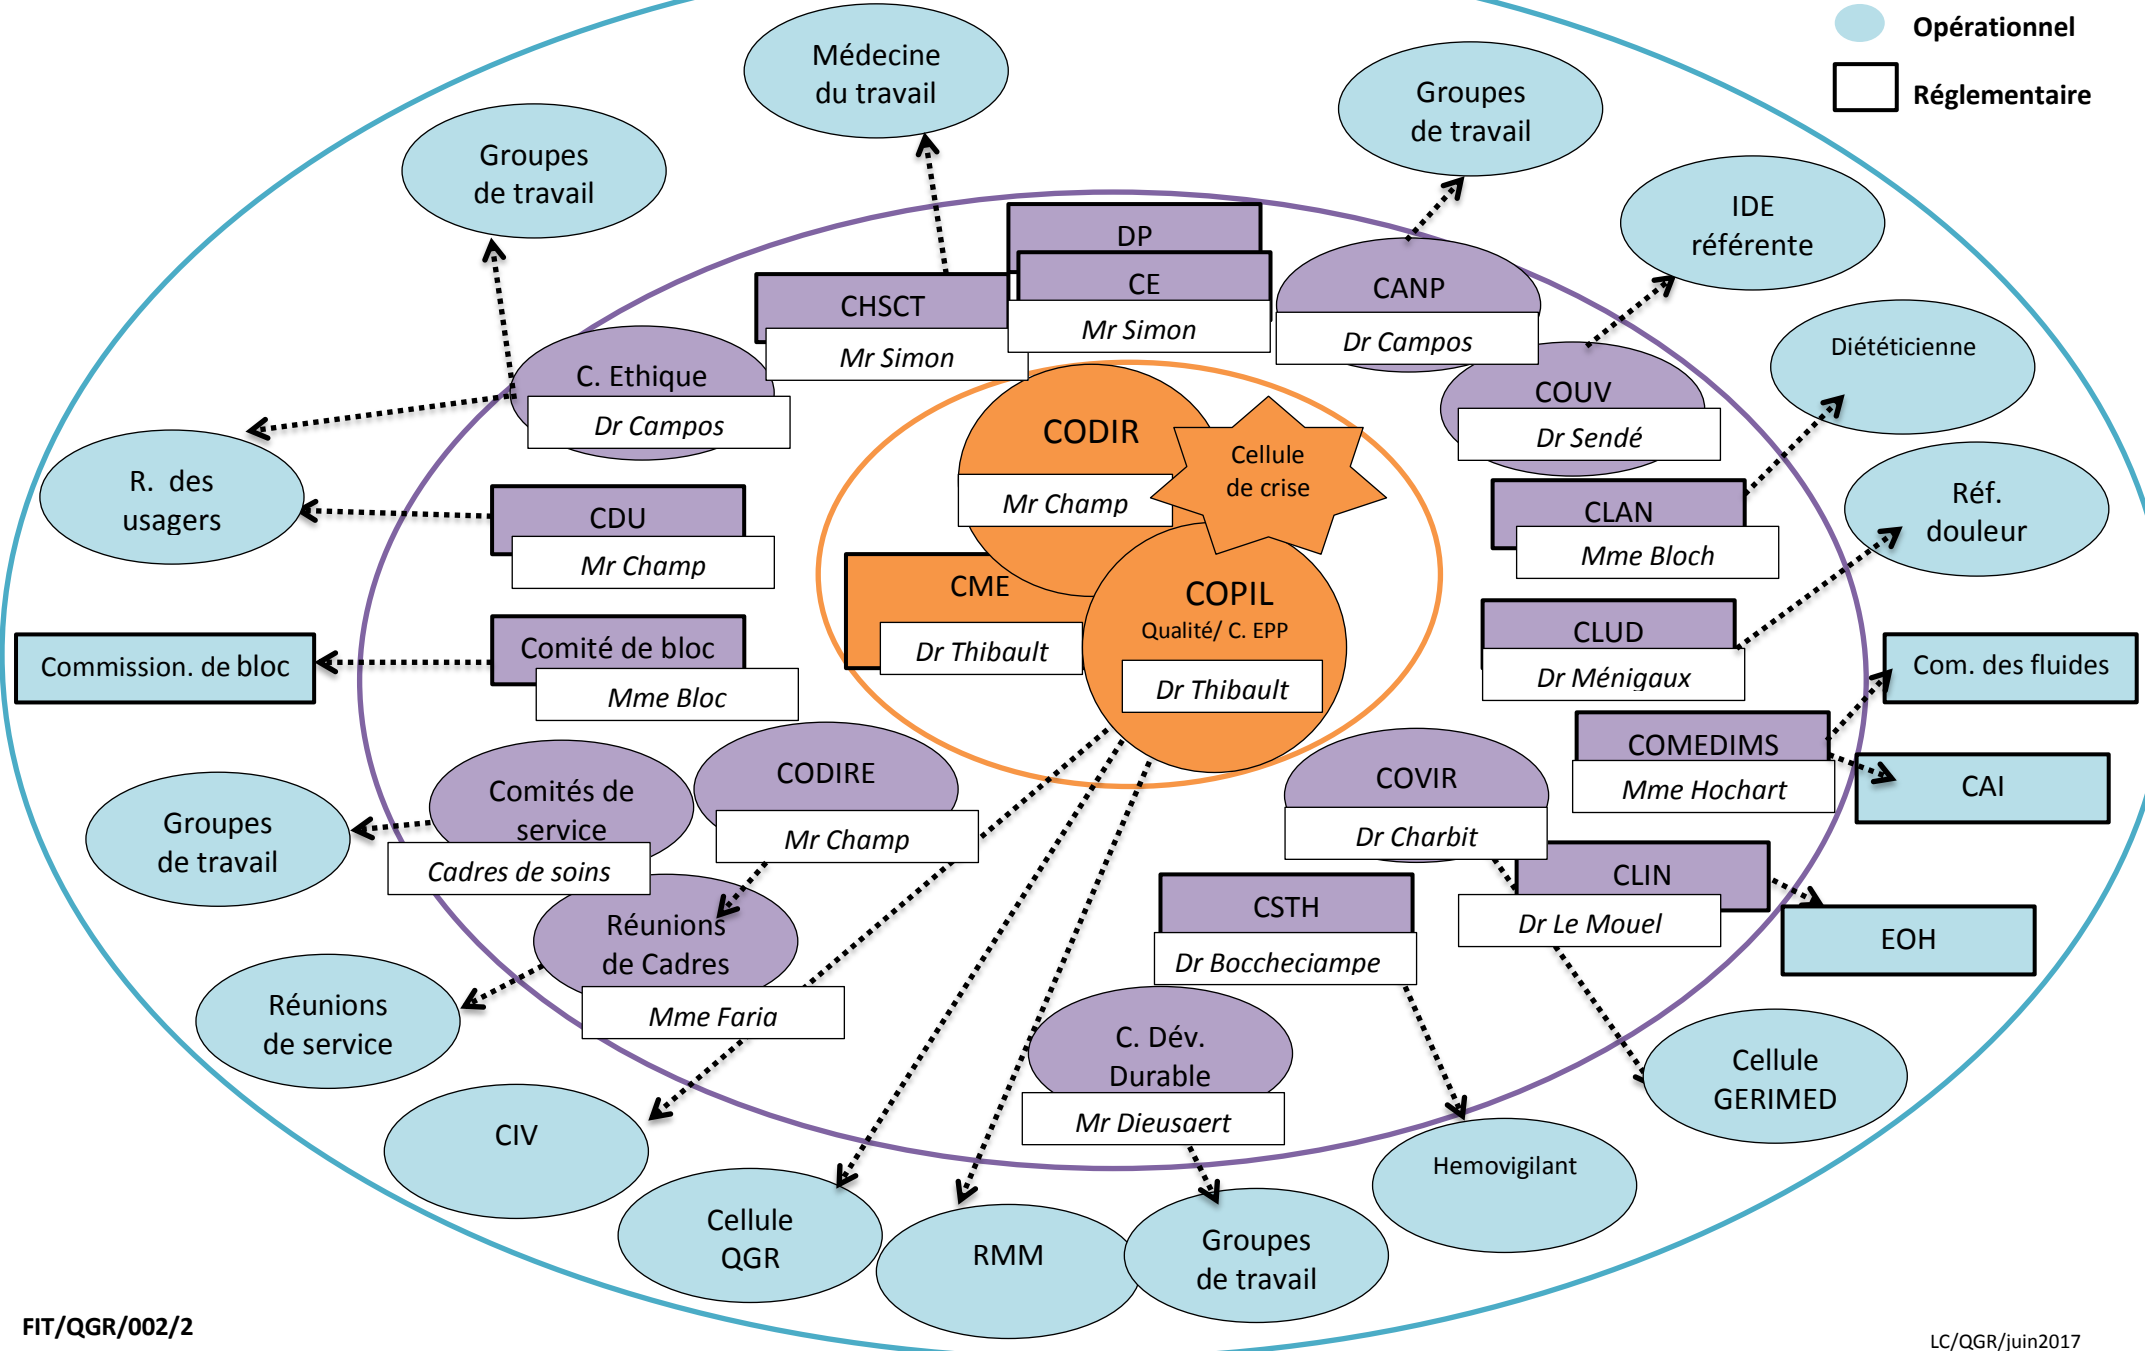 Opérationnel
Réglementaire
Médecine
du travail
Groupes
de travail
Groupes
de travail
IDE
référente
DP
CE
Mr Simon
CHSCT
Mr Simon
CANP
Dr Campos
Diététicienne
C. Ethique
Dr Campos
COUV
Dr Sendé
CODIR
Mr Champ
Cellule
de crise
R. des
usagers
CDU
Mr Champ
CLAN
Mme Bloch
Réf.
douleur
CME
Dr Thibault
COPIL
Qualité/ C. EPP
Dr Thibault
CLUD
Dr Ménigaux
Commission. de bloc
Comité de bloc
Mme Bloc
Com. des fluides
COMEDIMS
Mme Hochart
CAI
Groupes
de travail
Comités de
service
Cadres de soins
CODIRE
Mr Champ
COVIR
Dr Charbit
CLIN
Dr Le Mouel
EOH
Réunions
de Cadres
Mme Faria
CSTH
Dr Boccheciampe
Réunions
de service
C. Dév.
Durable
Mr Dieusaert
Cellule
GERIMED
CIV
Hemovigilant
Cellule
QGR
RMM
Groupes
de travail
FIT/QGR/002/2
LC/QGR/juin2017